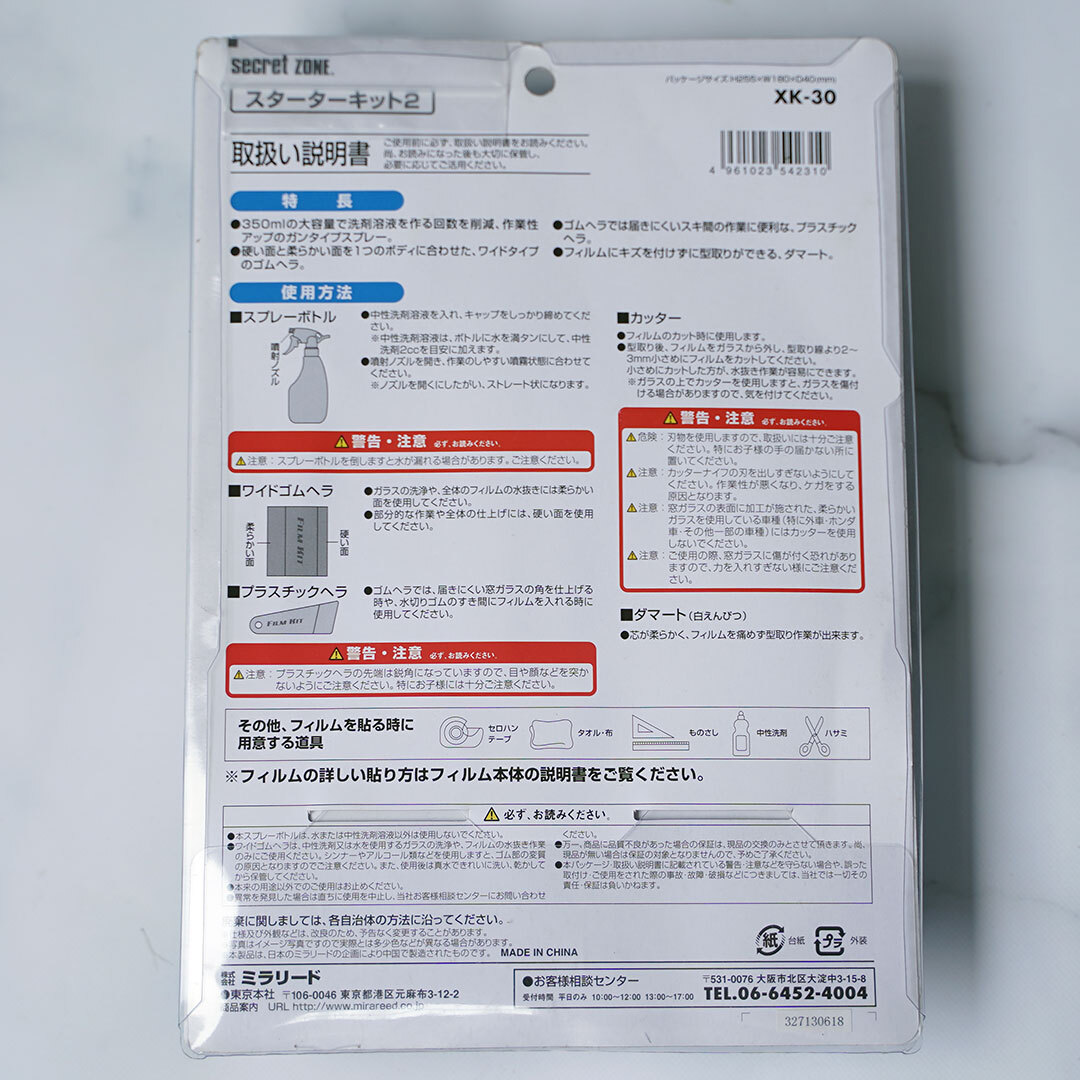 secret ZONE.
スターターキット2
パッケージサイズ:H255×W180×D40(mm)
XK-30
取扱い説明書
ご使用前に必ず、取扱い説明書をお読みください。
尚、お読みになった後も大切に保管し、
必要に応じてご活用ください。
4 961023 542310
特長
●350mlの大容量で洗剤溶液を作る回数を削減、作業性
アップのガンタイプスプレー。
●硬い面と柔らかい面を1つのボディに合わせた、ワイドタイプ
のゴムヘラ。
●ゴムヘラでは届きにくいスキ間の作業に便利な、プラスチック
ヘラ。
●フィルムにキズを付けずに型取りができる、ダマート。
使用方法
■スプレーボトル
噴射ノズル
●中性洗剤溶液を入れ、キャップをしっかり締めてくだ
さい。
※中性洗剤溶液は、ボトルに水を満タンにして、中性
洗剤2ccを目安に加えます。
●噴射ノズルを開き、作業のしやすい噴霧状態に合わせて
ください。
※ノズルを開くにしたがい、ストレート状になります。
警告・注意 必ず、お読みください。
注意：スプレーボトルを倒しますと水が漏れる場合があります。ご注意ください。
■ワイドゴムヘラ
柔らかい面
FILM KIT
硬い面
●ガラスの洗浄や、全体のフィルムの水抜きには柔らかい
面を使用してください。
●部分的な作業や全体の仕上げには、硬い面を使用
してください。
■プラスチックヘラ
FILM KIT
●ゴムヘラでは、届きにくい窓ガラスの角を仕上げる
時や、水切りゴムのすき間にフィルムを入れる時に
使用してください。
警告・注意 必ず、お読みください。
注意：プラスチックヘラの先端は鋭角になっていますので、目や顔などを突か
ないようにご注意ください。特にお子様には十分ご注意ください。
■カッター
●フィルムのカット時に使用します。
●型取り後、フィルムをガラスから外し、型取り線より2～
3mm小さめにフィルムをカットしてください。
小さめにカットした方が、水抜き作業が容易にできます。
※ガラスの上でカッターを使用しますと、ガラスを傷付
ける場合がありますので、気を付けてください。
警告・注意 必ず、お読みください。
危険：刃物を使用しますので、取扱いには十分ご注意
ください。特にお子様の手の届かない所に
置いてください。
注意：カッターナイフの刃を出しすぎないようにして
ください。作業性が悪くなり、ケガをする
原因となります。
注意：窓ガラスの表面に加工が施された、柔らかい
ガラスを使用している車種(特に外車・ホンダ
車・その他一部の車種)にはカッターを使用
しないでください。
注意：ご使用の際、窓ガラスに傷が付く恐れがあり
ますので、力を入れすぎない様にご注意くださ
い。
■ダマート(白えんぴつ)
●芯が柔らかく、フィルムを痛めず型取り作業が出来ます。
その他、フィルムを貼る時に
用意する道具
セロハン
テープ
タオル・布
ものさし
中性洗剤
ハサミ
※フィルムの詳しい貼り方はフィルム本体の説明書をご覧ください。
必ず、お読みください。
●本スプレーボトルは、水または中性洗剤溶液以外は使用しないでください。
●ワイドゴムヘラは、中性洗剤又は水を使用するガラスの洗浄や、フィルムの水抜き作業
のみにご使用ください。シンナーやアルコール類などを使用しますと、ゴム部の変質
の原因となりますのでご注意ください。また、使用後は真水できれいに洗い、乾かして
から保管してください。
●本来の用途以外でのご使用はお止めください。
●異常を発見した場合は直ちに使用を中止し、当社お客様相談センターにお問い合わせ
ください。
●万一、商品に品質不良があった場合の保証は、現品の交換のみとさせて頂きます。尚、
現品が無い場合は保証の対象となりませんので、予めご了承ください。
●本パッケージ・取扱い説明書に記載されている警告・注意などを守らない場合や、誤った
取付け・ご使用をされた際の事故・故障・破損などにつきましては、当社では一切その
責任・保証は負いかねます。
廃棄に関しましては、各自治体の方法に沿ってください。
仕様及び外観などは、改良のため、予告なく変更することがあります。
写真はイメージ写真ですので実際とは多少色などが異なる場合があります。
本製品は、日本のミラリードの企画により中国で製造されたものです。 MADE IN CHINA
紙 台紙
プラ 外装
株式会社 ミラリード
●東京本社 〒106-0046 東京都港区元麻布3-12-2
商品案内 URL http://www.mirareed.co.jp/
●お客様相談センター
受付時間 平日のみ 10:00～12:00 13:00～17:00
〒531-0076 大阪市北区大淀中3-15-8
TEL.06-6452-4004
327130618